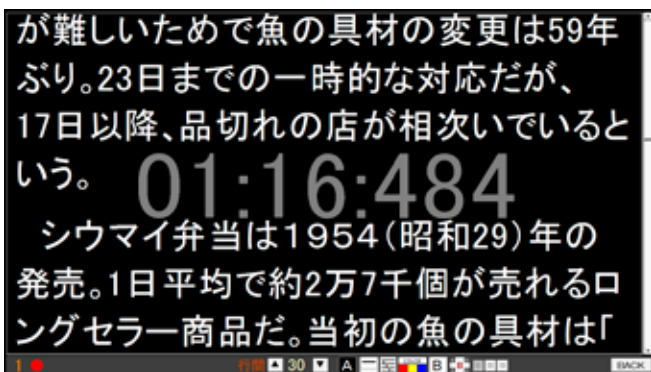 が難しいためで魚の具材の変更は59年
ぶり。23日までの一時的な対応だが、
17日以降、品切れの店が相次いでいると
いう。
01:16:484
　シウマイ弁当は１９５４（昭和29）年の
発売。1日平均で約2万7千個が売れるロ
ングセラー商品だ。当初の魚の具材は「
1 行間 30 A B BACK